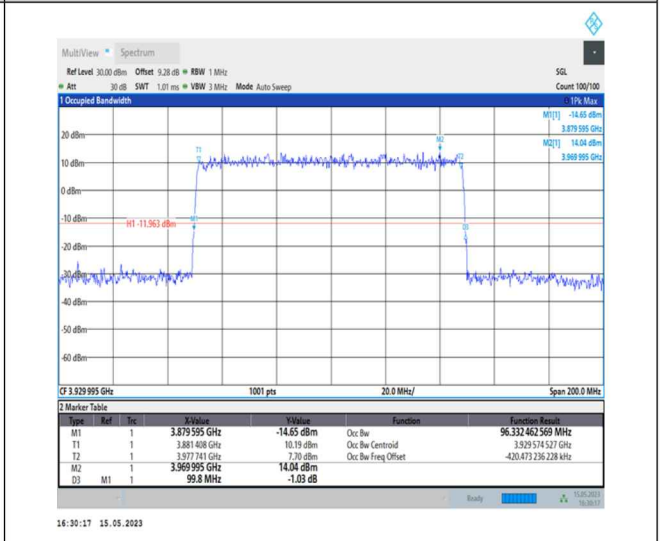 MultiView Spectrum
Ref Level 30.00 dBm Offset 9.28 dB RBW 1 MHz SGL
Att 30 dB SWT 1.01 ms VBW 3 MHz Mode Auto Sweep Count 100/100
1 Occupied Bandwidth 1Pk Max
M1[1] -14.65 dBm
3.879 595 GHz
M2[1] 14.04 dBm
3.969 995 GHz
20 dBm
M2
T1
T2
10 dBm
0 dBm
-10 dBm
M1
H1 -11.963 dBm
D3
-20 dBm
-30 dBm
-40 dBm
-50 dBm
-60 dBm
CF 3.929 995 GHz 1001 pts 20.0 MHz/ Span 200.0 MHz
2 Marker Table
Type Ref Trc X-Value Y-Value Function Function Result
M1 1 3.879 595 GHz -14.65 dBm Occ Bw 96.332 462 569 MHz
T1 1 3.881 408 GHz 10.19 dBm Occ Bw Centroid 3.929 574 527 GHz
T2 1 3.977 741 GHz 7.70 dBm Occ Bw Freq Offset -420.473 236 228 kHz
M2 1 3.969 995 GHz 14.04 dBm
D3 M1 1 99.8 MHz -1.03 dB
Ready 15.05.2023
16:30:17
16:30:17 15.05.2023